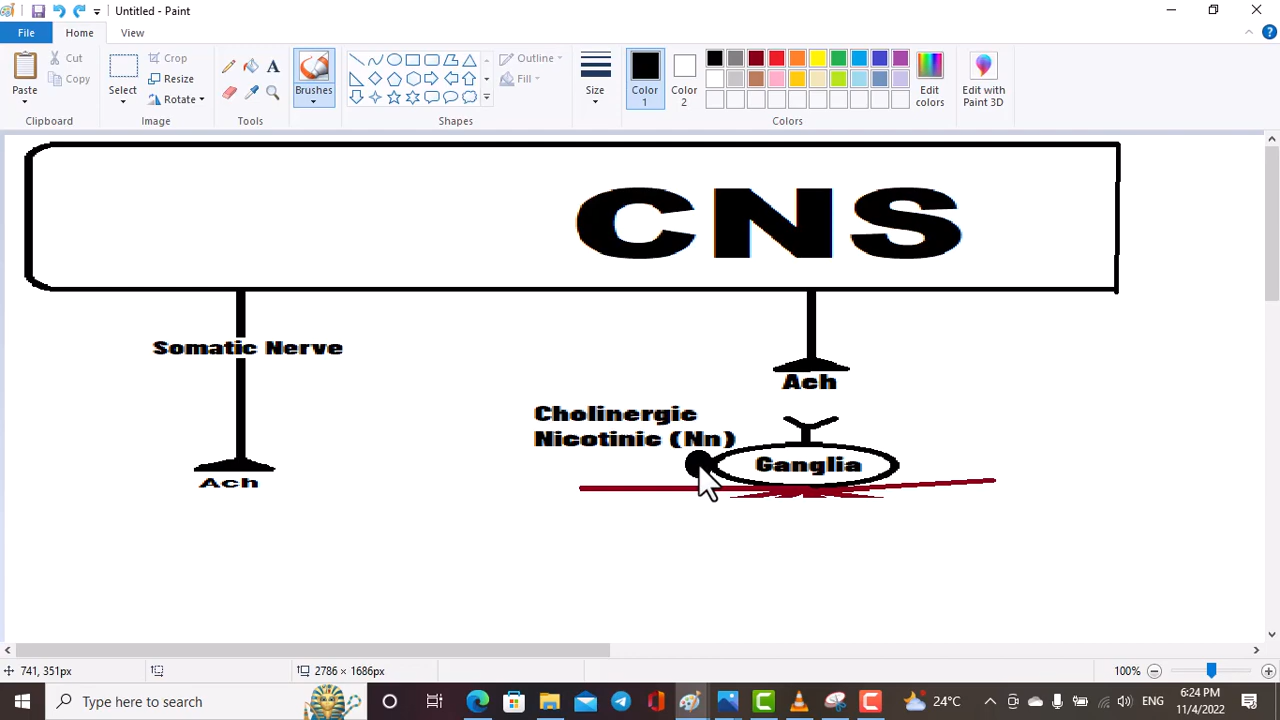 Untitled - Paint
File
Home
View
Paste
Cut
Copy
Clipboard
Select
Crop
Resize
Rotate
Image
Tools
Brushes
Shapes
Outline
Fill
Size
Color 1
Color 2
Colors
Edit colors
Edit with Paint 3D
CNS
Somatic Nerve
Ach
Ach
Cholinergic
Nicotinic (Nn)
Ganglia
741, 351px
2786 × 1686px
100%
Type here to search
24°C
ENG
6:24 PM
11/4/2022